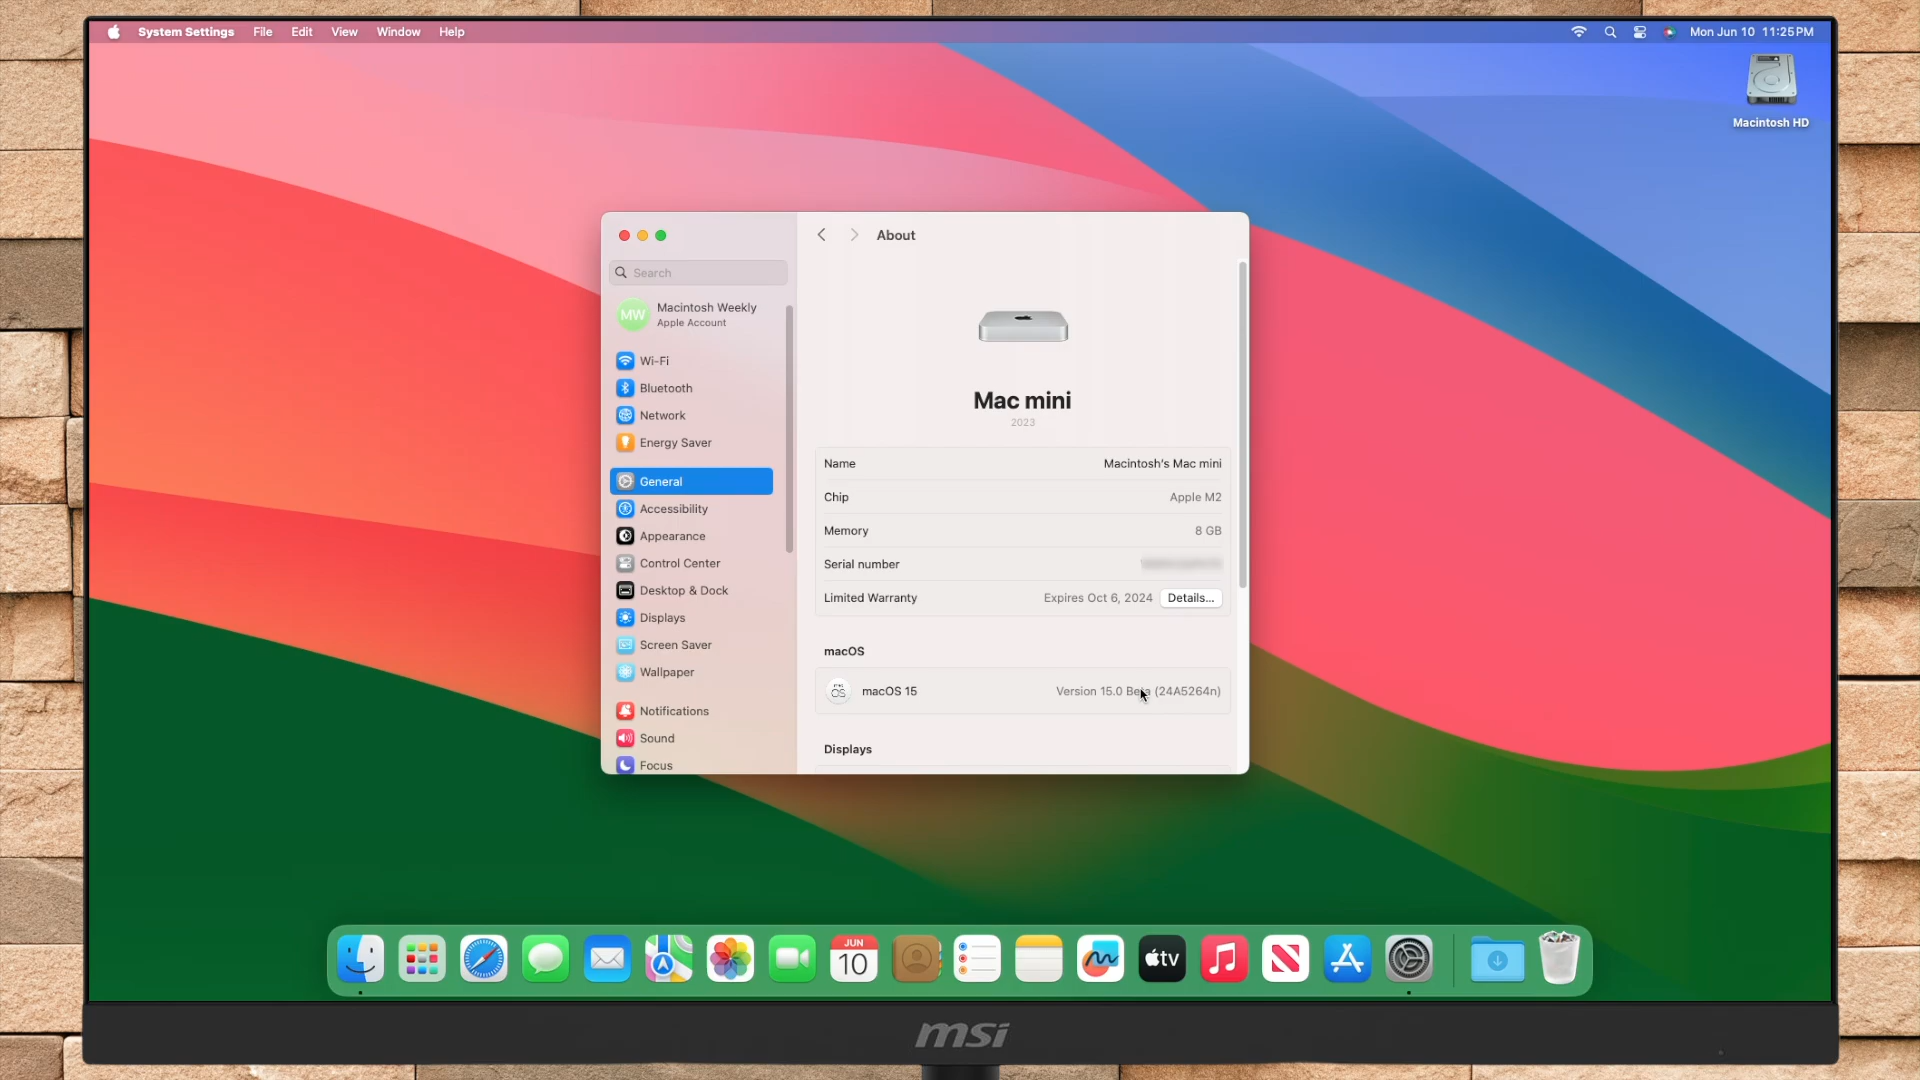 System Settings File Edit View Window Help
Mon Jun 10 11:25 PM
Macintosh HD
About
Search
MW
Macintosh Weekly
Apple Account
Wi-Fi
Bluetooth
Network
Energy Saver
General
Accessibility
Appearance
Control Center
Desktop & Dock
Displays
Screen Saver
Wallpaper
Notifications
Sound
Focus
Mac mini
2023
Name Macintosh's Mac mini
Chip Apple M2
Memory 8 GB
Serial number
Limited Warranty Expires Oct 6, 2024 Details...
macOS
macOS 15 Version 15.0 Beta (24A5264n)
Displays
JUN
10
tv
msi